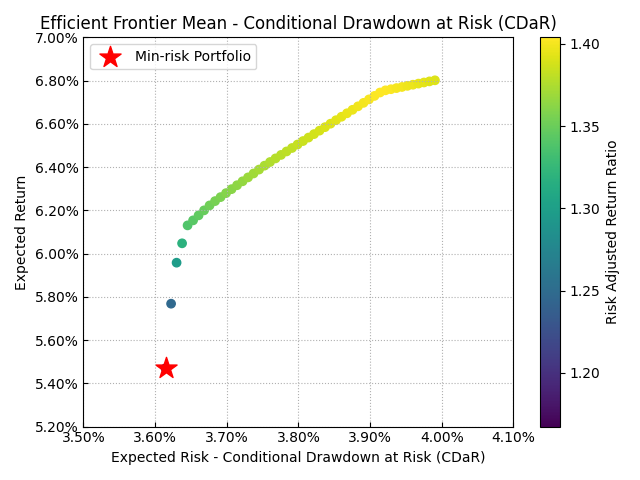 Efficient Frontier Mean - Conditional Drawdown at Risk (CDaR)
Min-risk Portfolio
Expected Return
7.00%
6.80%
6.60%
6.40%
6.20%
6.00%
5.80%
5.60%
5.40%
5.20%
3.50% 3.60% 3.70% 3.80% 3.90% 4.00% 4.10%
Expected Risk - Conditional Drawdown at Risk (CDaR)
1.40
1.35
1.30
1.25
1.20
Risk Adjusted Return Ratio